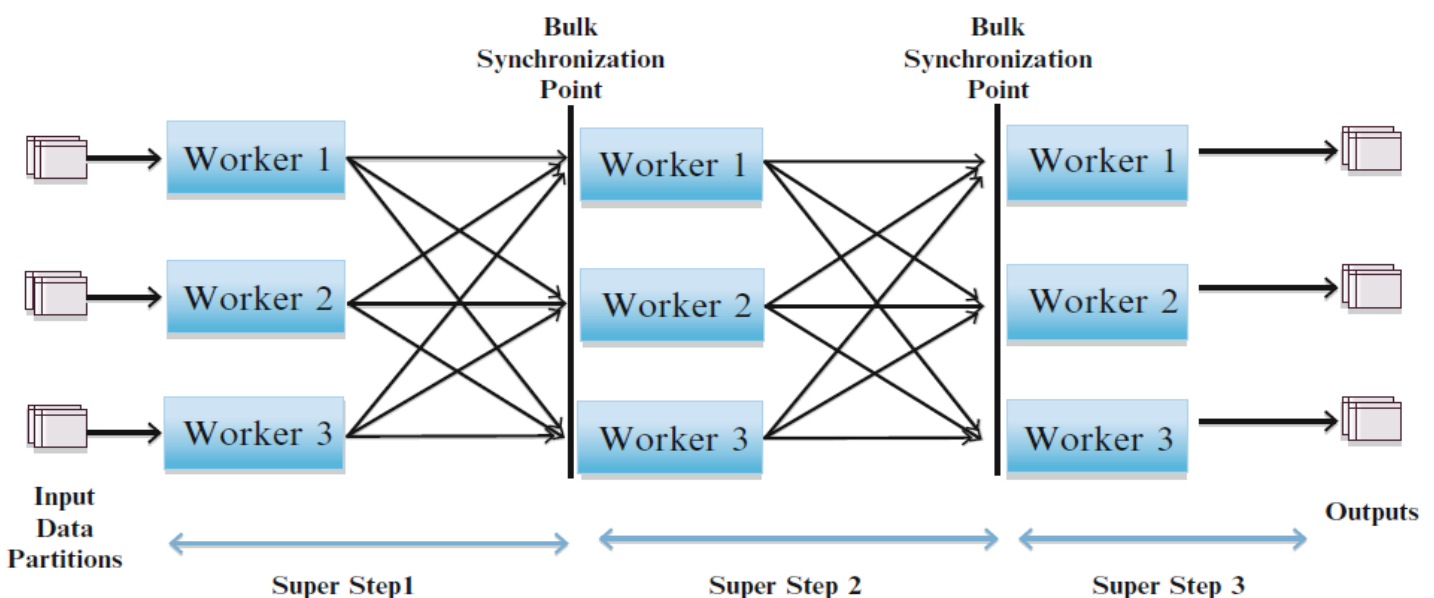 Bulk
Synchronization
Point
Bulk
Synchronization
Point
Worker 1
Worker 1
Worker 1
Worker 2
Worker 2
Worker 2
Worker 3
Worker 3
Worker 3
Input
Data
Partitions
Outputs
Super Step1
Super Step 2
Super Step 3